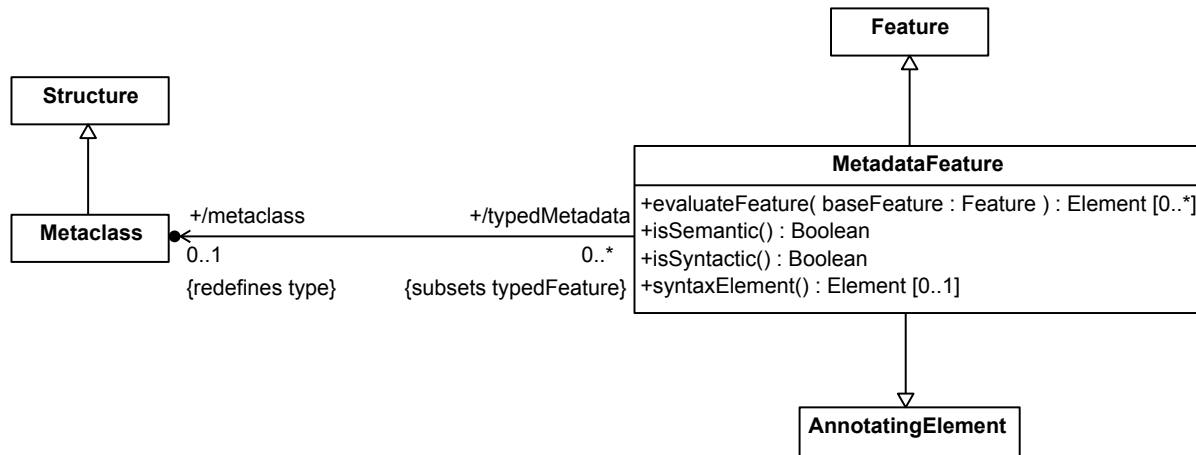 Feature
Structure
MetadataFeature
+evaluateFeature( baseFeature : Feature ) : Element [0..*]
+isSemantic() : Boolean
+isSyntactic() : Boolean
+syntaxElement() : Element [0..1]
Metaclass
+/metaclass
+/typedMetadata
0..1
0..*
{redefines type}
{subsets typedFeature}
AnnotatingElement